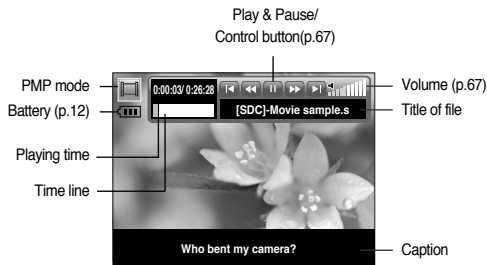 Play & Pause/
Control button(p.67)
PMP mode
0:00:03/ 0:26:28
Volume (p.67)
Battery (p.12)
[SDC]-Movie sample.s
Title of file
Playing time
Time line
Who bent my camera?
Caption